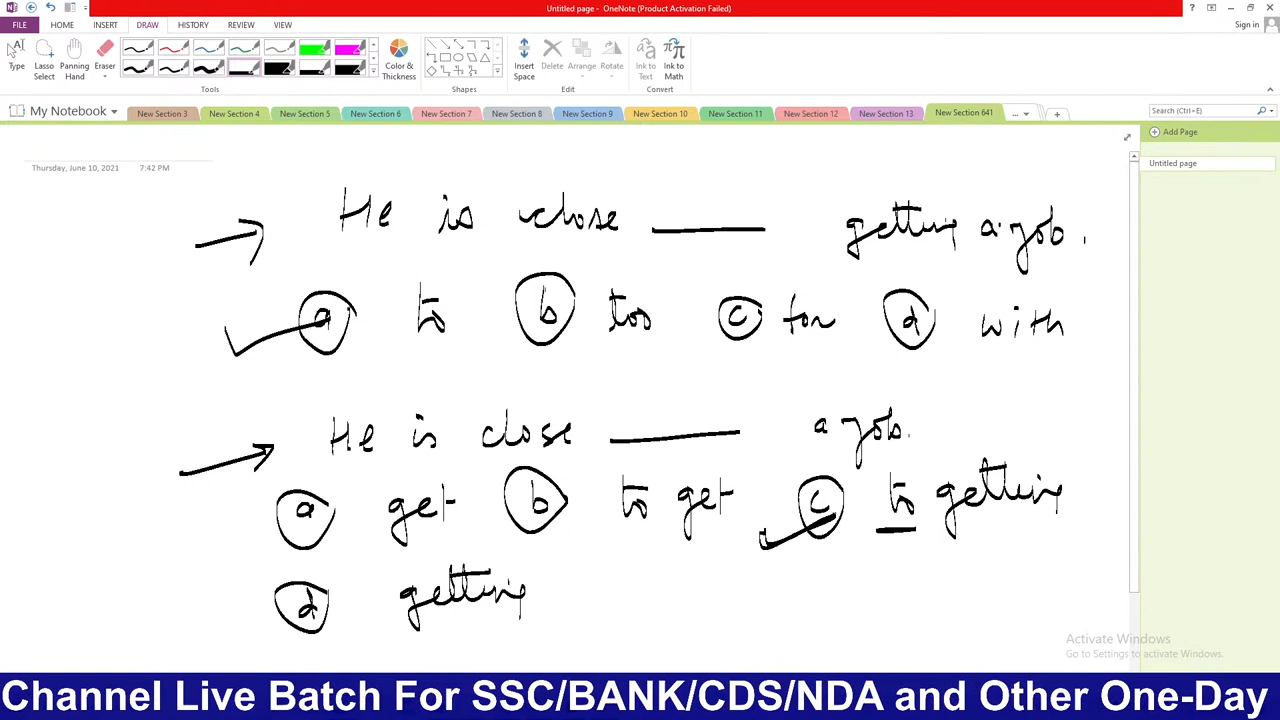 Untitled page - OneNote (Product Activation Failed)
FILE HOME INSERT DRAW HISTORY REVIEW VIEW Sign in
Type Lasso Select Panning Hand Eraser Color & Thickness Insert Space Delete Arrange Rotate Ink to Text Ink to Math
Tools Shapes Edit Convert
My Notebook New Section 3 New Section 4 New Section 5 New Section 6 New Section 7 New Section 8 New Section 9 New Section 10 New Section 11 New Section 12 New Section 13 New Section 641 ... Search (Ctrl+E)
Add Page
Untitled page
Thursday, June 10, 2021 7:42 PM
He is close ____ getting a job.
a to b too c for d with
He is close ____ a job.
a get b to get c to getting
d getting
Activate Windows
Go to Settings to activate Windows.
Channel Live Batch For SSC/BANK/CDS/NDA and Other One-Day